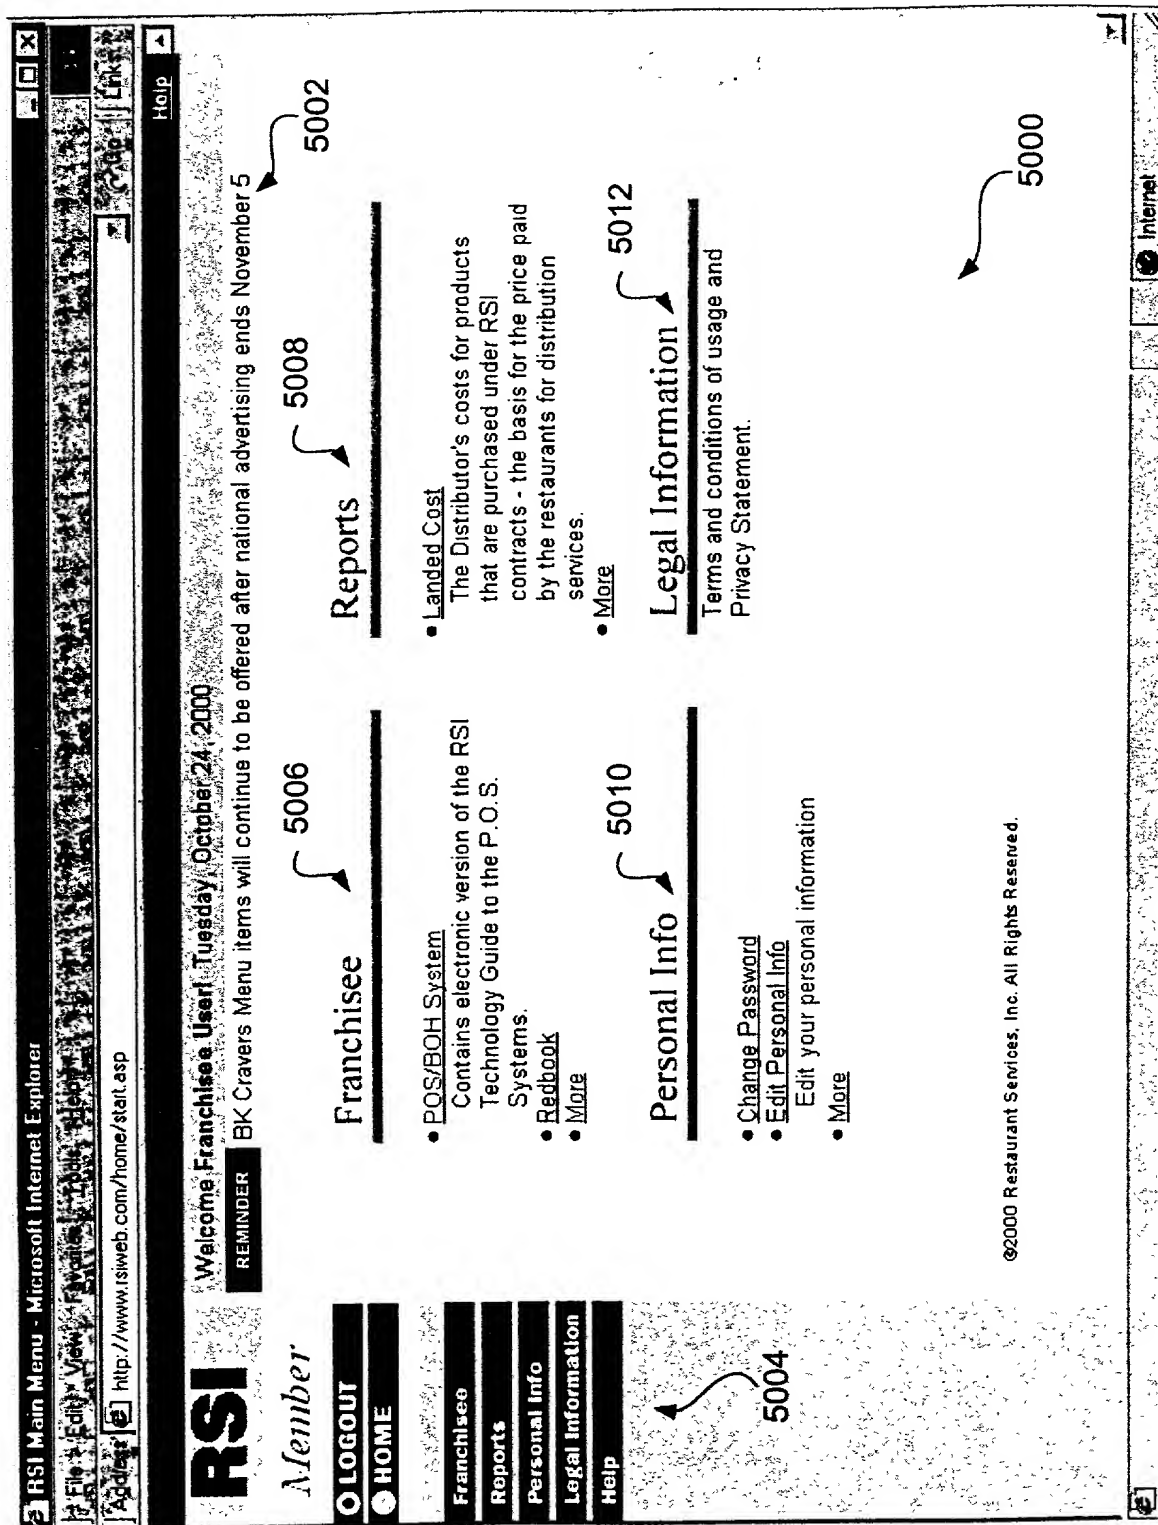 RSI Main Menu - Microsoft Internet Explorer
File Edit View Favorites Tools Help
Address http://www.rsiweb.com/home/start.asp Go Links
Help
RSI
Welcome Franchisee User! Tuesday, October 24, 2000
REMINDER BK Cravers Menu items will continue to be offered after national advertising ends November 5
5002
Member
LOGOUT
HOME
Franchisee
Reports
Personal Info
Legal Information
Help
5004
Franchisee
5006
• POS/BOH System
Contains electronic version of the RSI
Technology Guide to the P.O.S.
Systems.
• Redbook
• More
Reports
5008
• Landed Cost
The Distributor's costs for products
that are purchased under RSI
contracts - the basis for the price paid
by the restaurants for distribution
services.
• More
Personal Info
5010
• Change Password
• Edit Personal Info
Edit your personal information
• More
Legal Information
5012
Terms and conditions of usage and
Privacy Statement.
5000
©2000 Restaurant Services, Inc. All Rights Reserved.
Internet